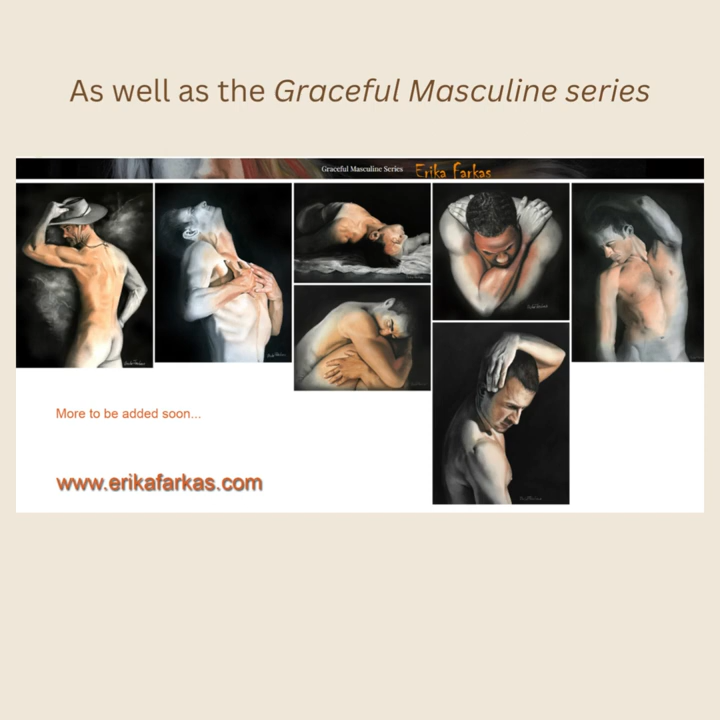 As well as the Graceful Masculine series
Graceful Masculine Series
Erika Farkas
More to be added soon...
www.erikafarkas.com